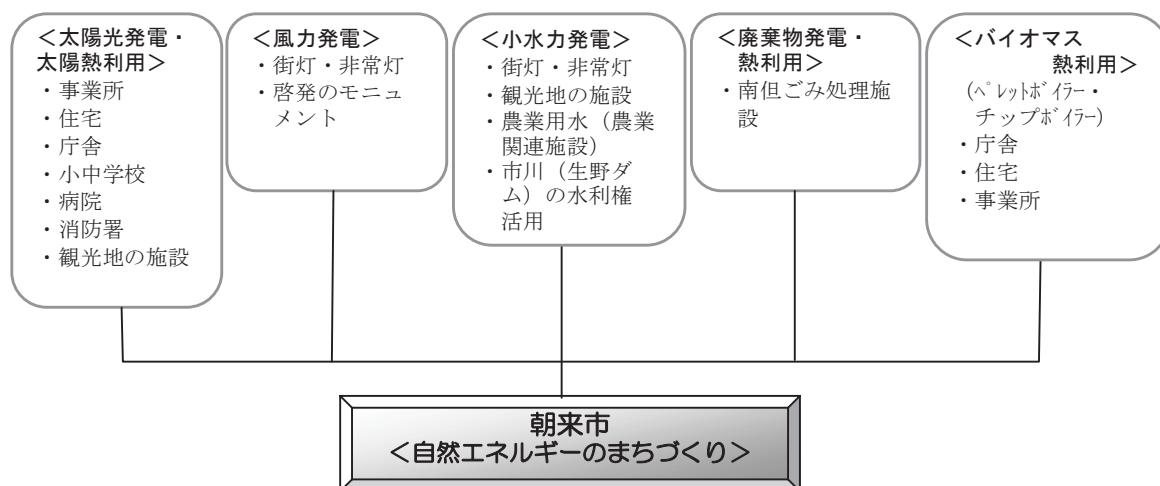 ＜太陽光発電・
太陽熱利用＞
・事業所
・住宅
・庁舎
・小中学校
・病院
・消防署
・観光地の施設
＜風力発電＞
・街灯・非常灯
・啓発のモニュ
メント
＜小水力発電＞
・街灯・非常灯
・観光地の施設
・農業用水（農業
関連施設）
・市川（生野ダ
ム）の水利権
活用
＜廃棄物発電・
熱利用＞
・南但ごみ処理施
設
＜バイオマス
熱利用＞
(ﾍﾟﾚｯﾄﾎﾞｲﾗｰ・
ﾁｯﾌﾟﾎﾞｲﾗｰ)
・庁舎
・住宅
・事業所
朝来市
＜自然エネルギーのまちづくり＞